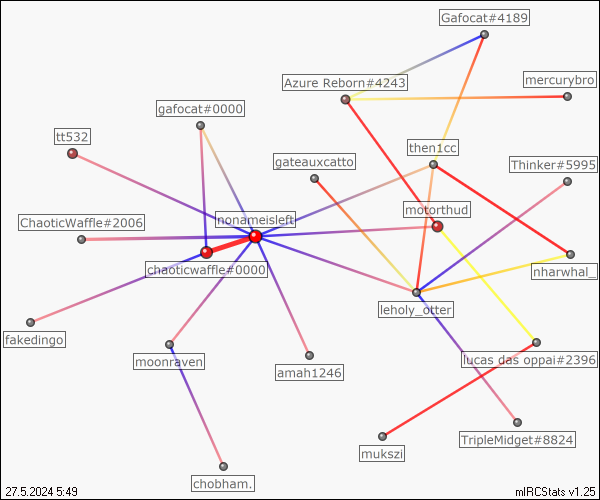 Gafocat#4189
Azure Reborn#4243
mercurybro
gafocat#0000
tt532
then1cc
gateauxcatto
Thinker#5995
motorthud
ChaoticWaffle#2006
nonameisleft
chaoticwaffle#0000
nharwhal_
leholy_otter
fakedingo
moonraven
lucas das oppai#2396
amah1246
TripleMidget#8824
mukszi
chobham.
27.5.2024 5:49
mIRCStats v1.25